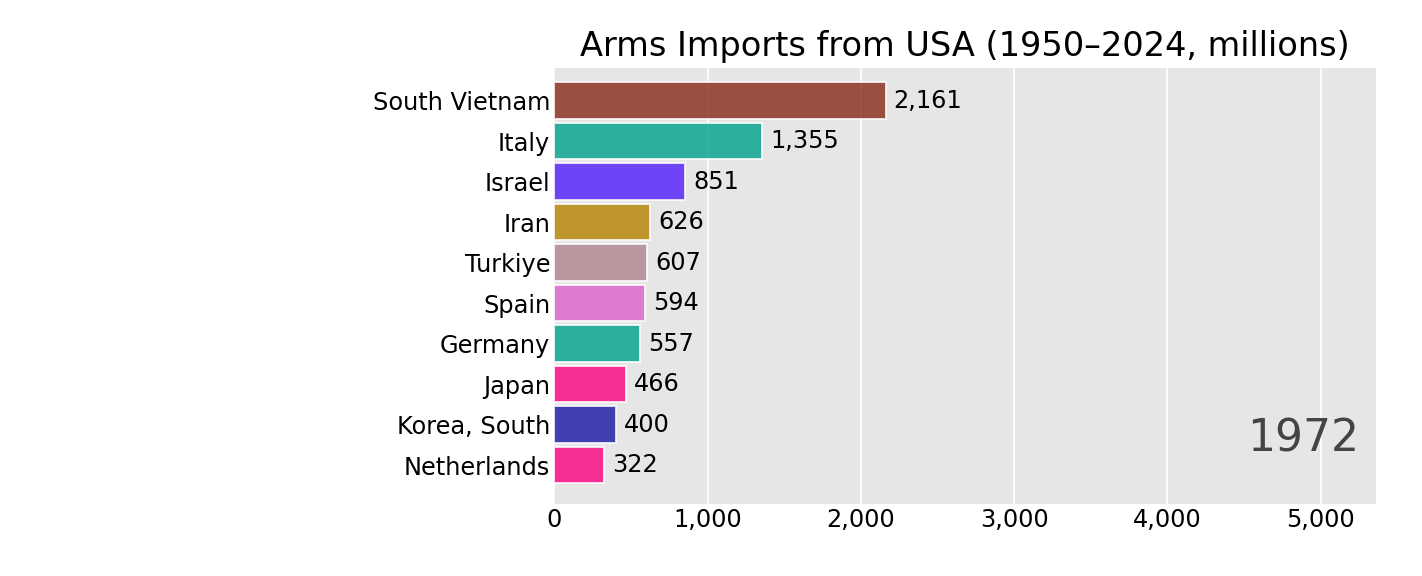 Arms Imports from USA (1950–2024, millions)
South Vietnam 2,161
Italy 1,355
Israel 851
Iran 626
Turkiye 607
Spain 594
Germany 557
Japan 466
Korea, South 400
Netherlands 322
1972
0 1,000 2,000 3,000 4,000 5,000